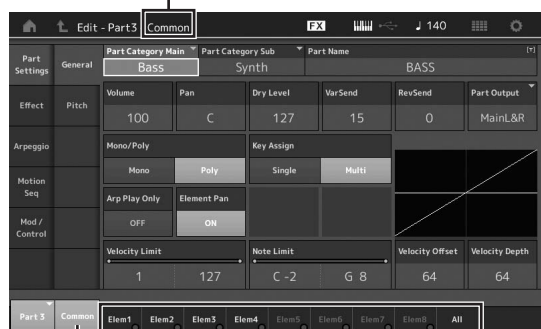 Edit - Part3 Common FX 140
Part Settings General Part Category Main Part Category Sub Part Name
Bass Synth BASS
Effect Pitch Volume Pan Dry Level VarSend RevSend Part Output
100 C 127 15 0 MainL&R
Arpeggio Mono/Poly Key Assign
Mono Poly Single Multi
Motion Seq Arp Play Only Element Pan
Mod / Control OFF ON
Velocity Limit Note Limit Velocity Offset Velocity Depth
1 127 C -2 G 8 64 64
Part 3 Common Elem1 Elem2 Elem3 Elem4 Elem5 Elem6 Elem7 Elem8 All